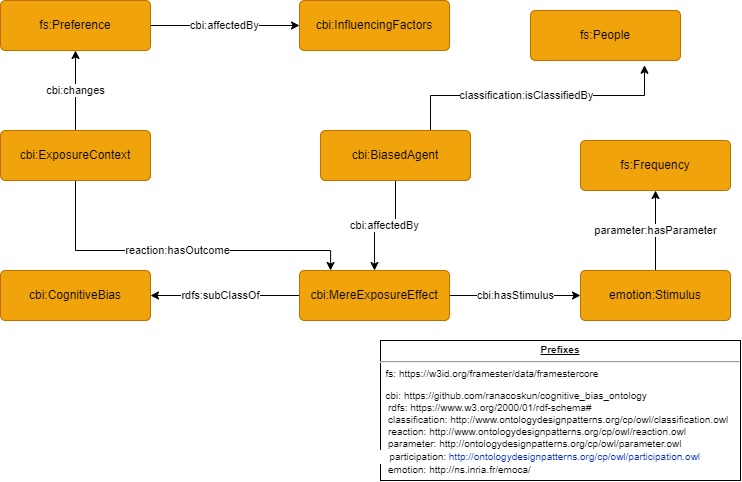 fs:Preference
cbi:affectedBy
cbi:InfluencingFactors
fs:People
cbi:changes
classification:isClassifiedBy
cbi:ExposureContext
cbi:BiasedAgent
fs:Frequency
cbi:affectedBy
parameter:hasParameter
reaction:hasOutcome
cbi:CognitiveBias
rdfs:subClassOf
cbi:MereExposureEffect
cbi:hasStimulus
emotion:Stimulus
Prefixes
fs: https://w3id.org/framester/data/framestercore
cbi: https://github.com/ranacoskun/cognitive_bias_ontology
rdfs: https://www.w3.org/2000/01/rdf-schema#
classification: http://www.ontologydesignpatterns.org/cp/owl/classification.owl
reaction: http://www.ontologydesignpatterns.org/cp/owl/reaction.owl
parameter: http://ontologydesignpatterns.org/cp/owl/parameter.owl
participation: http://ontologydesignpatterns.org/cp/owl/participation.owl
emotion: http://ns.inria.fr/emoca/